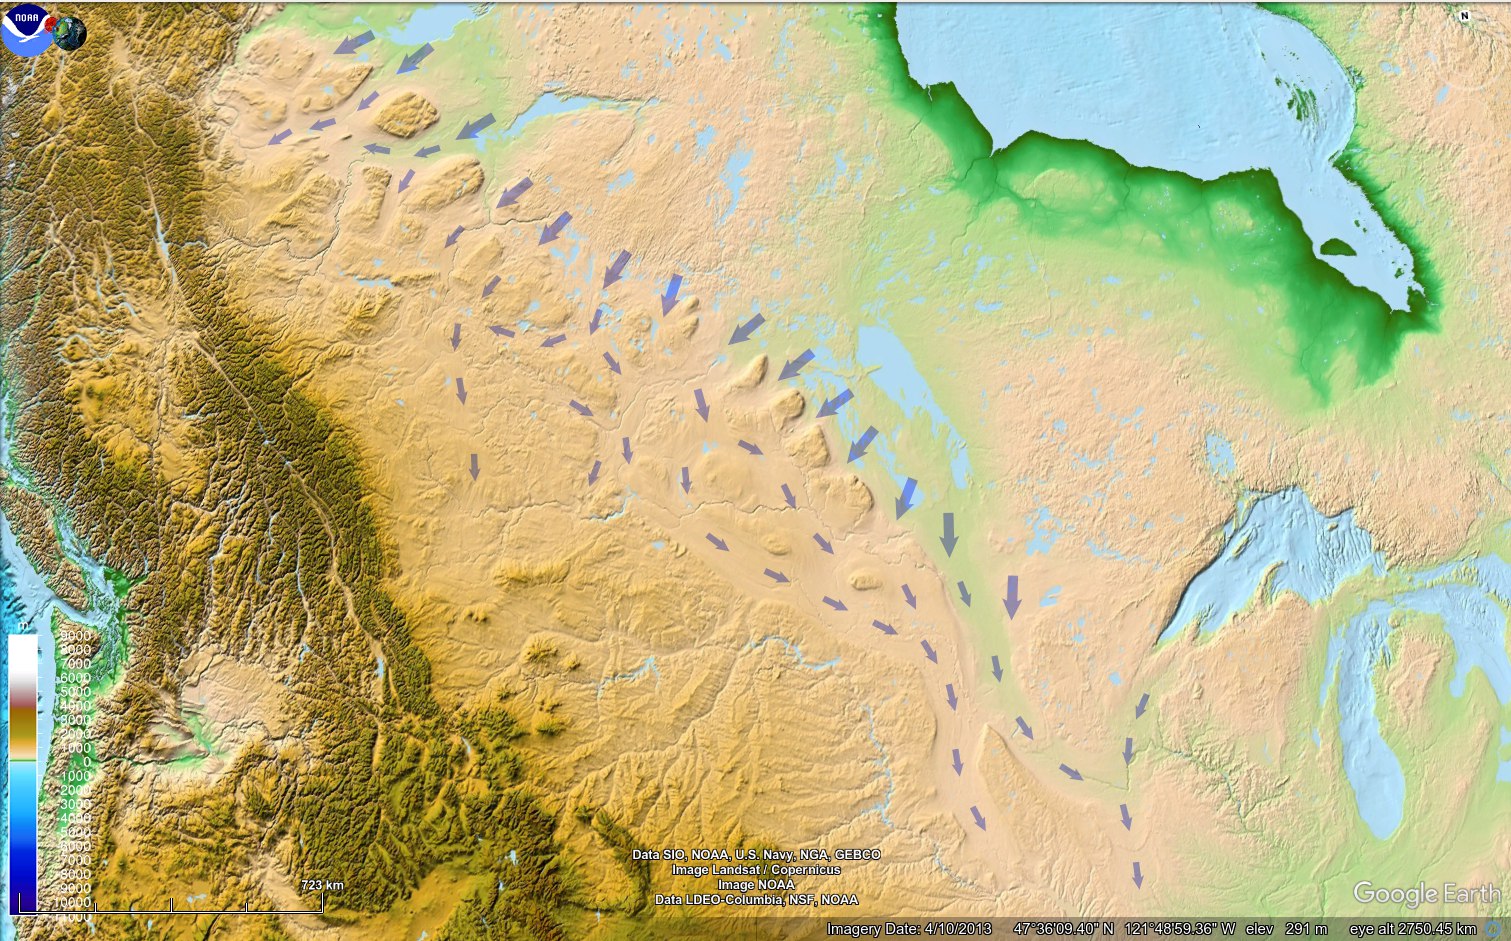 NOAA
N
m
9000
8000
7000
6000
5000
4000
3000
2000
1000
0
1000
2000
3000
4000
5000
6000
7000
8000
9000
10000
11000
723 km
Data SIO, NOAA, U.S. Navy, NGA, GEBCO
Image Landsat / Copernicus
Image NOAA
Data LDEO-Columbia, NSF, NOAA
Google Earth
Imagery Date: 4/10/2013 47°36'09.40" N 121°48'59.36" W elev 291 m eye alt 2750.45 km